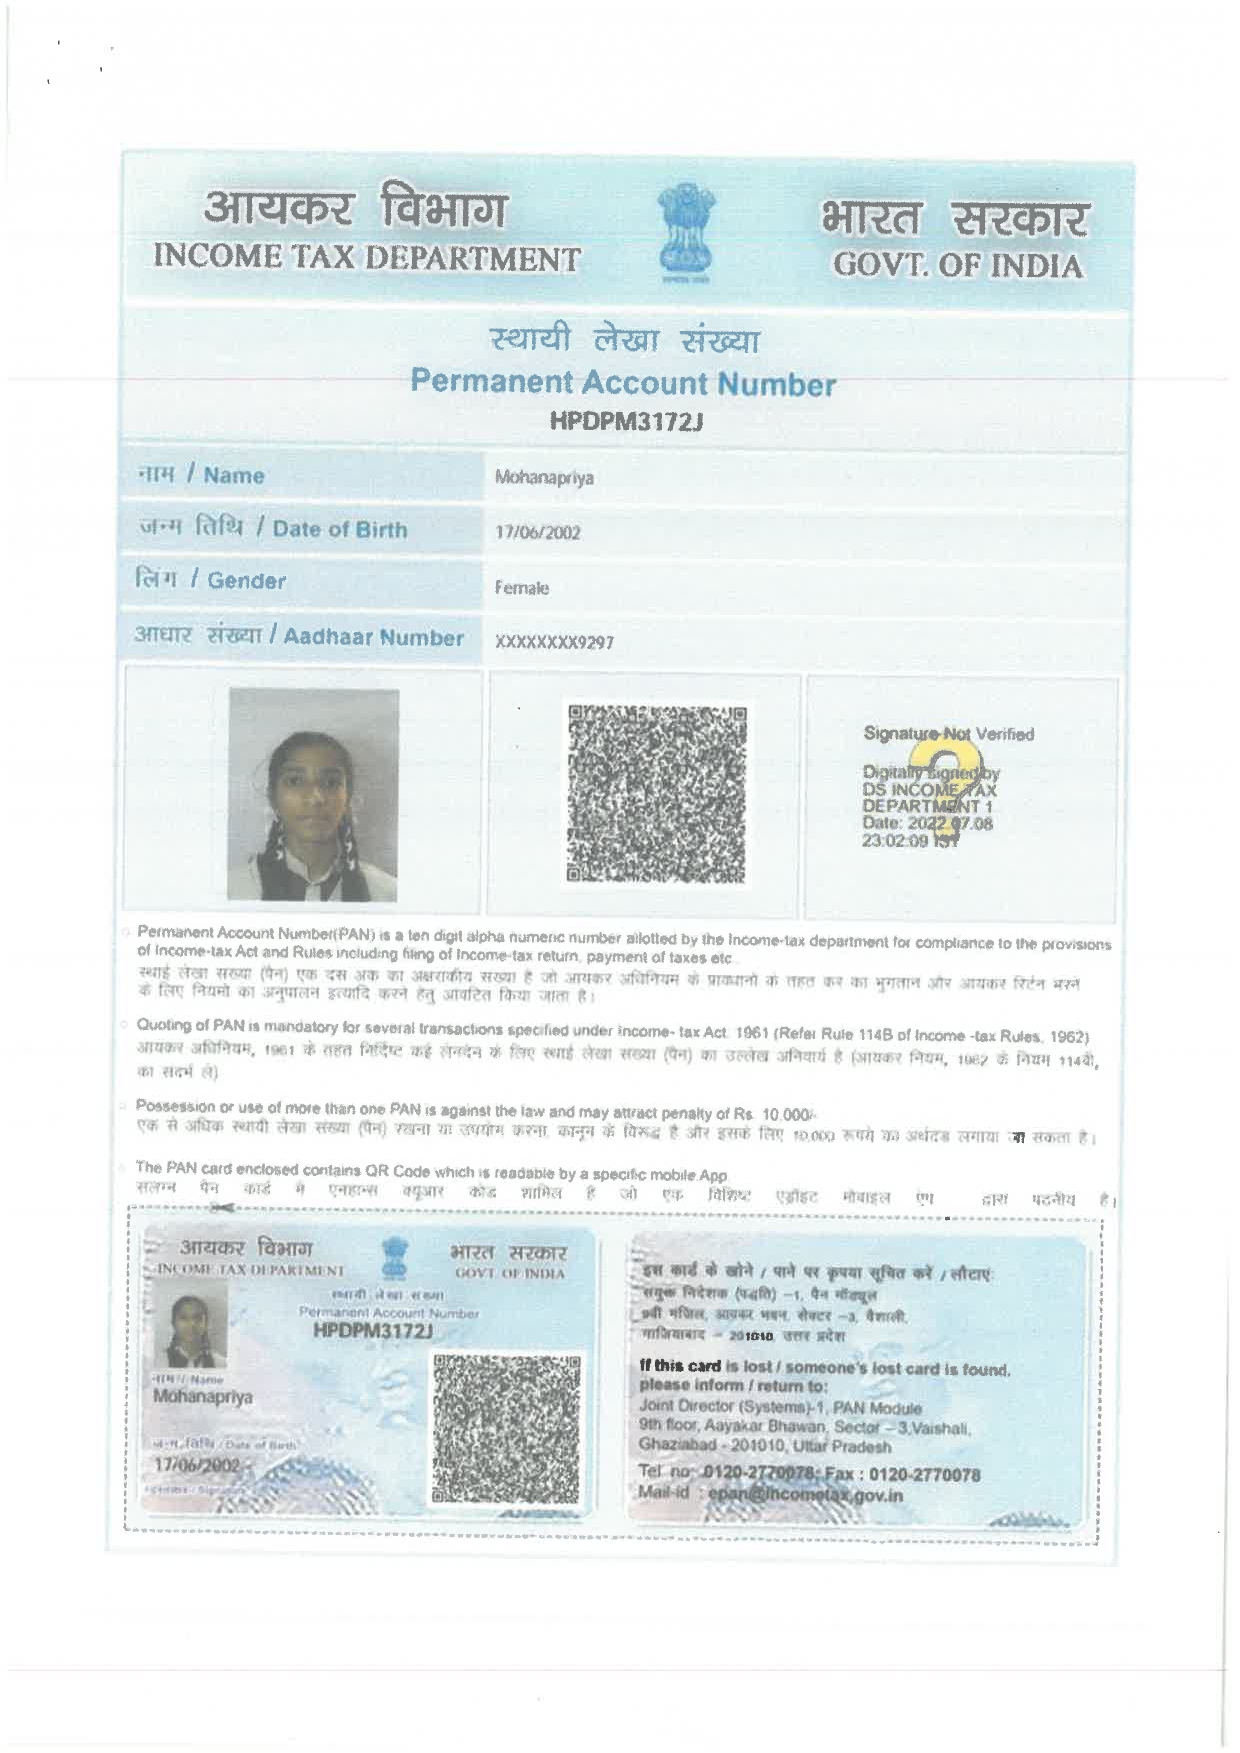 आयकर विभाग
INCOME TAX DEPARTMENT
भारत सरकार
GOVT. OF INDIA
स्थायी लेखा संख्या
Permanent Account Number
HPDPM3172J
नाम / Name
Mohanapriya
जन्म तिथि / Date of Birth
17/06/2002
लिंग / Gender
Female
आधार संख्या / Aadhaar Number
XXXXXXXX9297
Signature Not Verified
Digitally signed by
DS INCOME TAX
DEPARTMENT 1
Date: 2022.07.08
23:02:09 IST
Permanent Account Number(PAN) is a ten digit alpha numeric number allotted by the Income-tax department for compliance to the provisions
of Income-tax Act and Rules including filing of Income-tax return, payment of taxes etc
स्थाई लेखा संख्या (पैन) एक दस अंक का अक्षरांकीय संख्या है जो आयकर अधिनियम के प्रावधानो के तहत कर का भुगतान और आयकर रिटर्न भरने
के लिए नियमो का अनुपालन इत्यादि करने हेतु आवंटित किया जाता है।
Quoting of PAN is mandatory for several transactions specified under income- tax Act. 1961 (Refer Rule 114B of Income -tax Rules, 1962)
आयकर अधिनियम, 1961 के तहत निर्दिष्ट कई लेनदेन के लिए स्थाई लेखा संख्या (पैन) का उल्लेख अनिवार्य है (आयकर नियम, 1962 के नियम 114बी,
का संदर्भ लें)
Possession or use of more than one PAN is against the law and may attract penalty of Rs. 10,000/-
एक से अधिक स्थायी लेखा संख्या (पैन) रखना या उपयोग करना, कानून के विरूद्ध है और इसके लिए 10,000 रूपये का अर्थदंड लगाया जा सकता है।
The PAN card enclosed contains QR Code which is readable by a specific mobile App
संलग्न पैन कार्ड में एनहान्स क्यूआर कोड शामिल है जो एक विशिष्ट एड्रॉइट मोबाइल ऍप द्वारा पठनीय है।
आयकर विभाग
INCOME TAX DEPARTMENT
भारत सरकार
GOVT OF INDIA
स्थायी लेखा संख्या
Permanent Account Number
HPDPM3172J
नाम / Name
Mohanapriya
जन्म तिथि / Date of Birth
17/06/2002
इस कार्ड के खोने / पाने पर कृपया सूचित करें / लौटाएं:
संयुक्त निदेशक (पद्धति) -1, पैन मॉड्यूल
9वी मंजिल, आयकर भवन, सेक्टर -3, वैशाली,
गाजियाबाद - 201010, उत्तर प्रदेश
If this card is lost / someone's lost card is found,
please inform / return to:
Joint Director (Systems)-1, PAN Module
9th floor, Aayakar Bhawan, Sector – 3,Vaishali,
Ghaziabad - 201010, Uttar Pradesh
Tel no: 0120-2770078; Fax : 0120-2770078
Mail-id : epan@incometax.gov.in